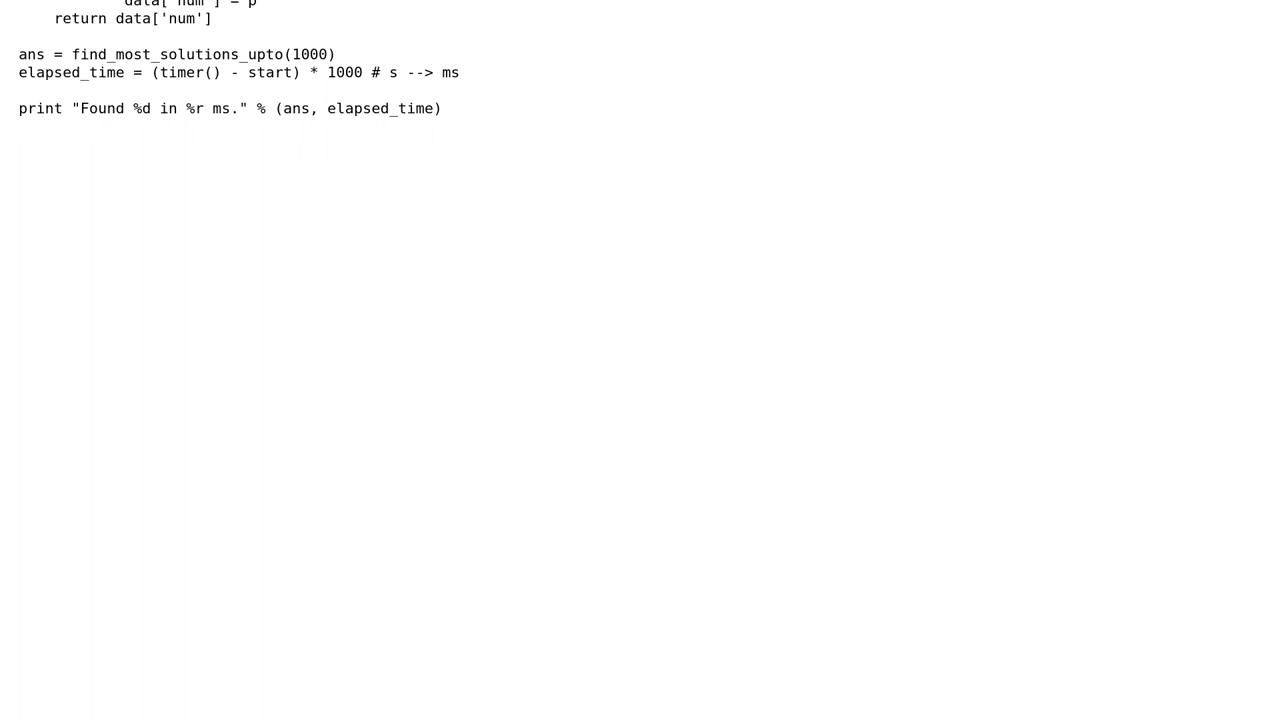 data['num'] = p
    return data['num']

ans = find_most_solutions_upto(1000)
elapsed_time = (timer() - start) * 1000 # s --> ms

print "Found %d in %r ms." % (ans, elapsed_time)